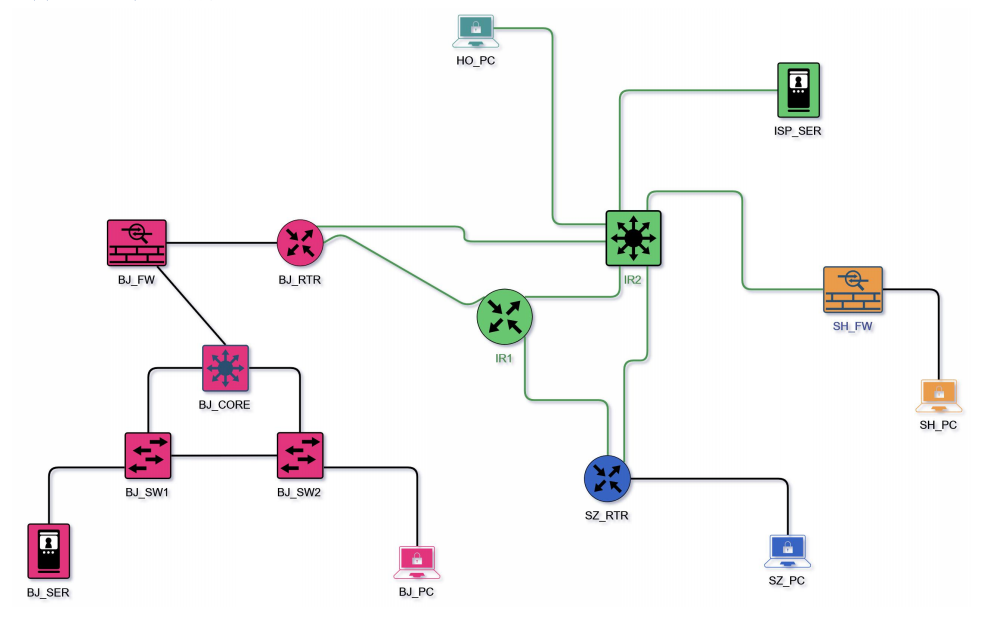 HO_PC
ISP_SER
BJ_FW
BJ_RTR
IR2
IR1
SH_FW
BJ_CORE
SH_PC
BJ_SW1
BJ_SW2
SZ_RTR
BJ_SER
BJ_PC
SZ_PC